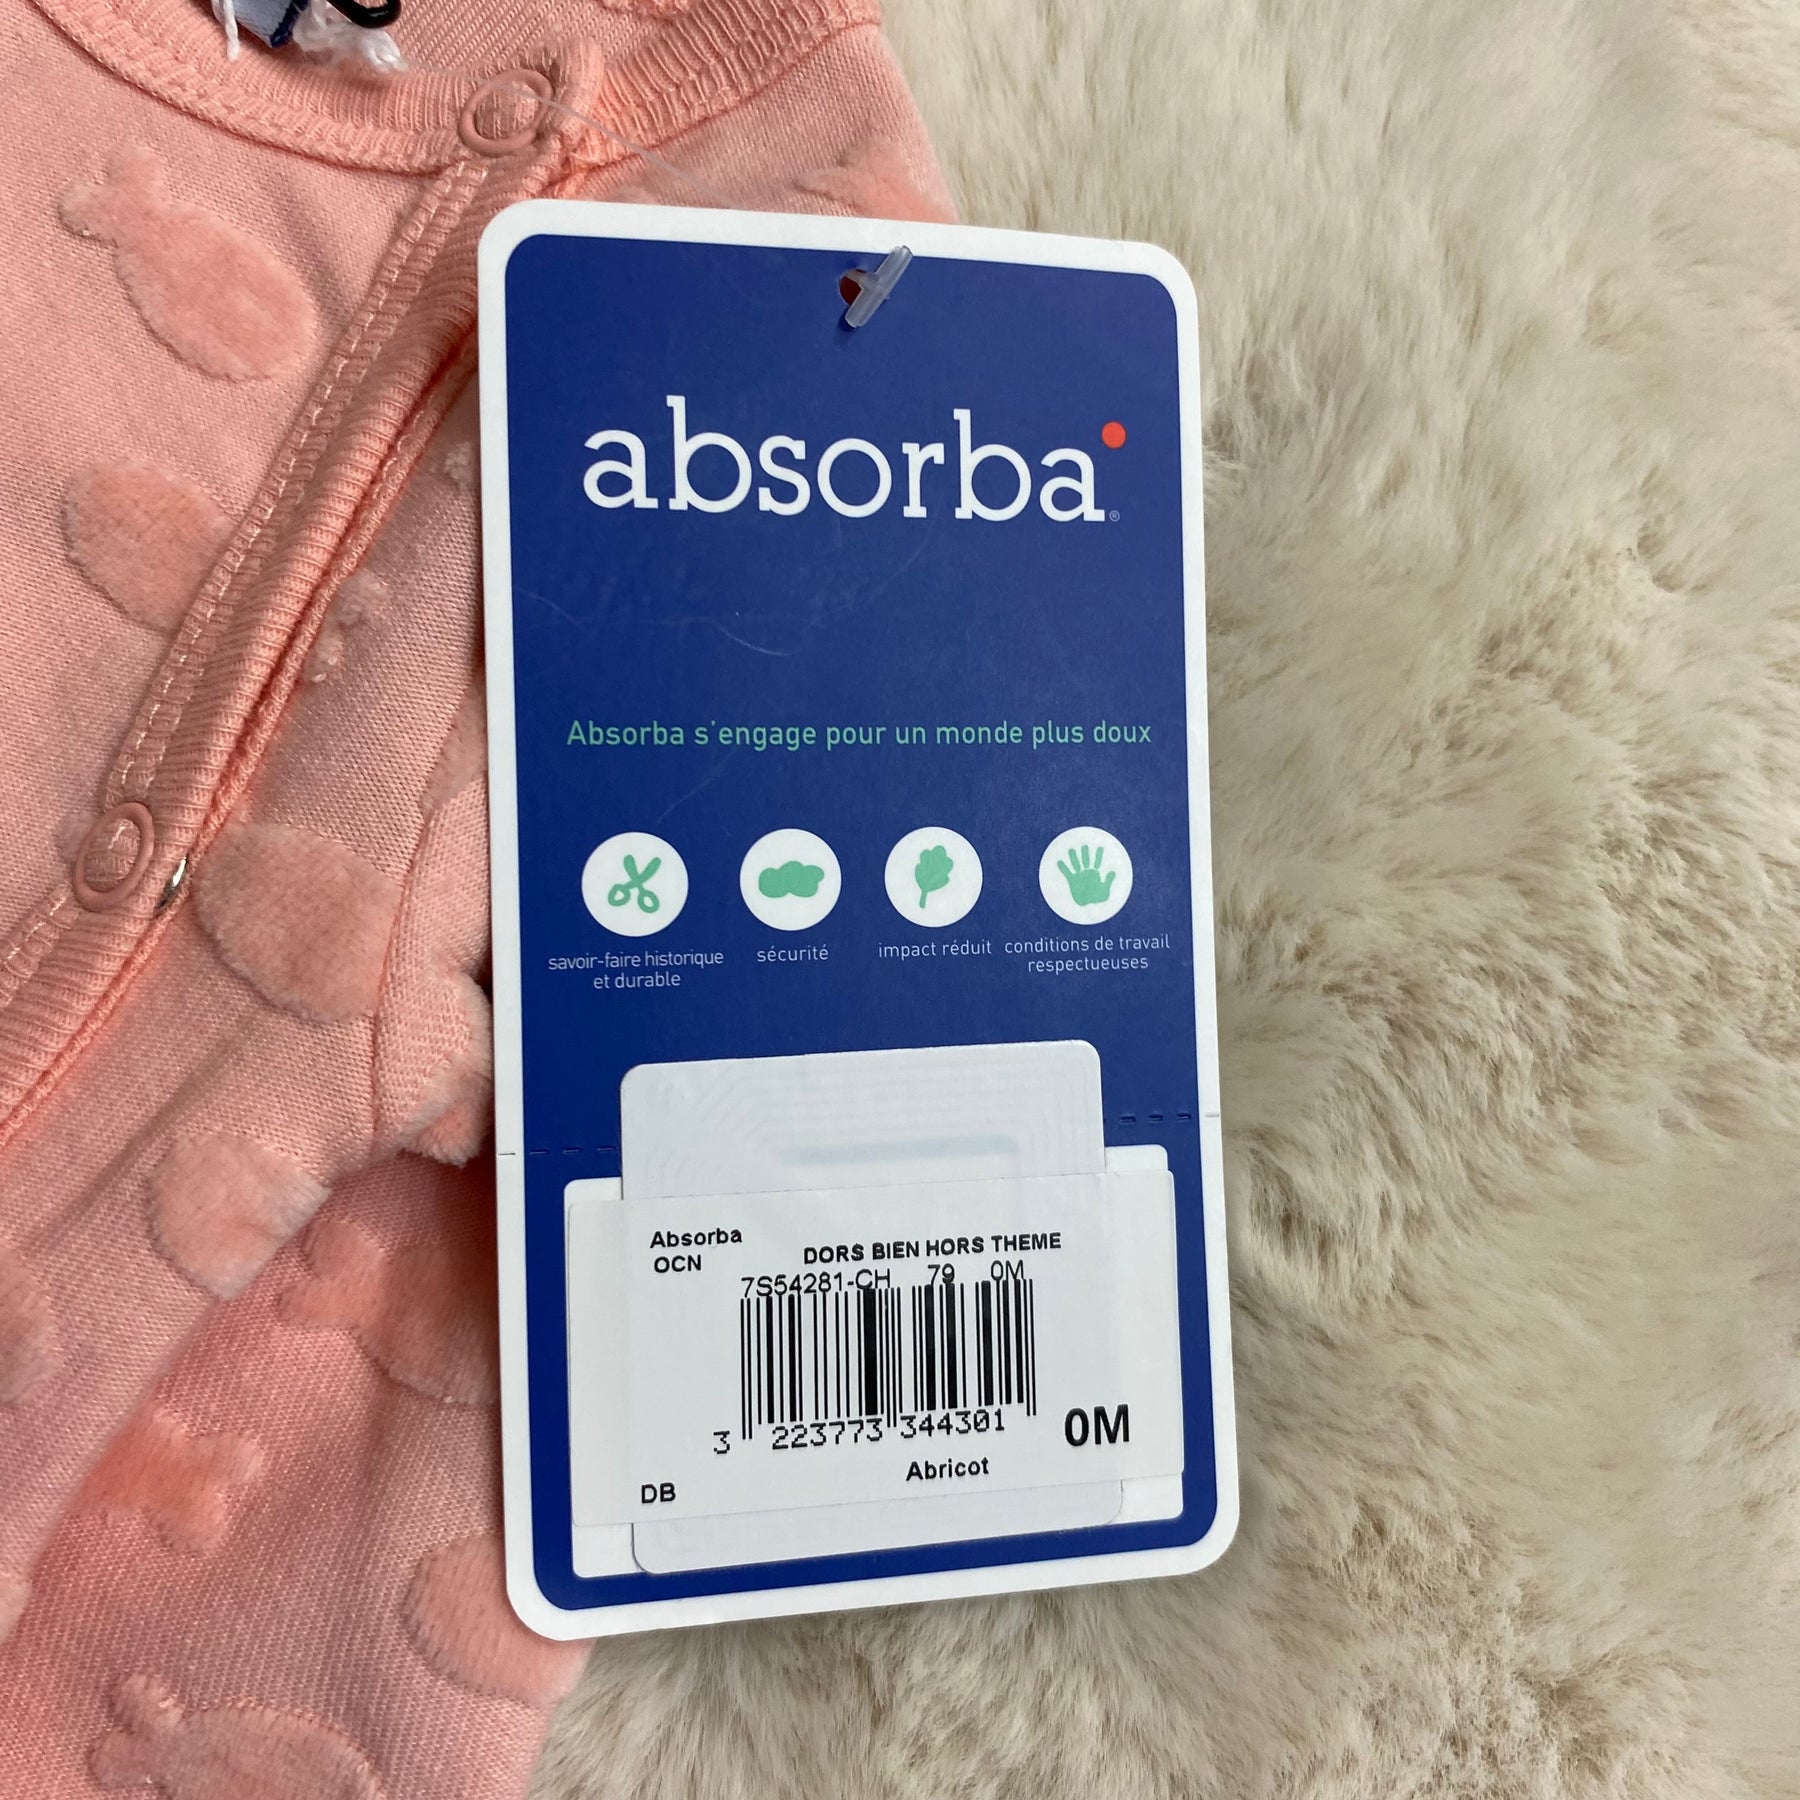 absorba®
Absorba s'engage pour un monde plus doux
savoir-faire historique
et durable
sécurité
impact réduit
conditions de travail
respectueuses
Absorba
OCN
DORS BIEN HORS THEME
7S54281-CH 79 0M
3 223773 344301
0M
Abricot
DB